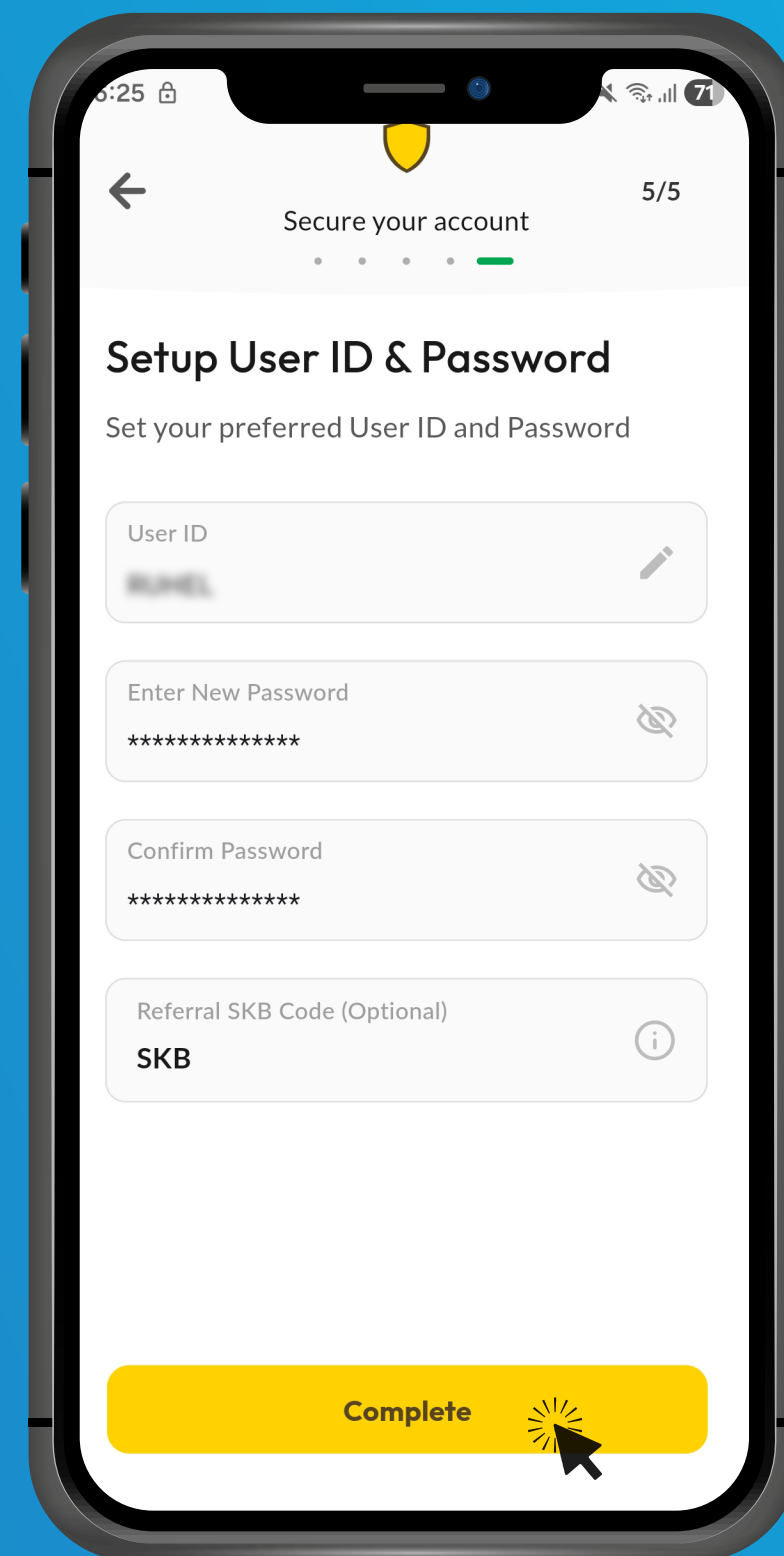 71
5/5
Secure your account
Setup User ID & Password
Set your preferred User ID and Password
User ID
Enter New Password
**************
Confirm Password
**************
Referral SKB Code (Optional)
SKB
Complete